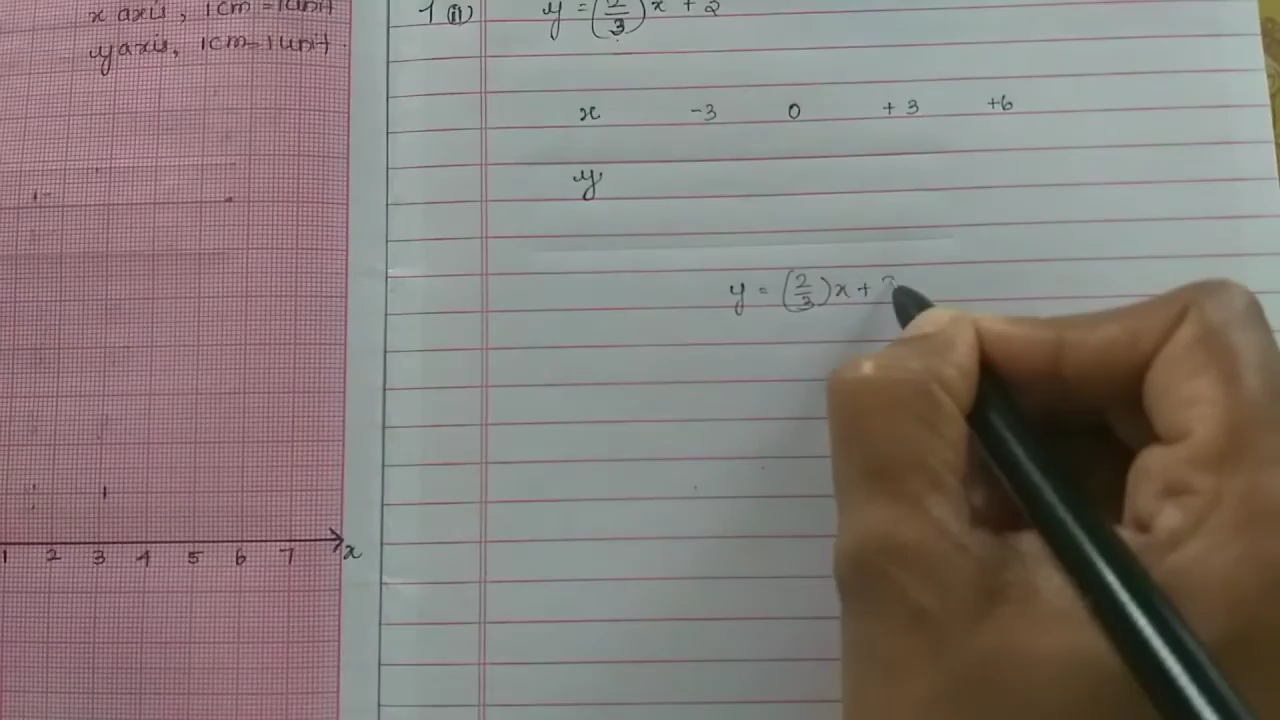 x axis, 1cm = 1unit
y axis, 1cm = 1unit.
1 (ii) y = (2/3) x + 2
x -3 0 +3 +6
y
y = (2/3) x +
1 2 3 4 5 6 7 x